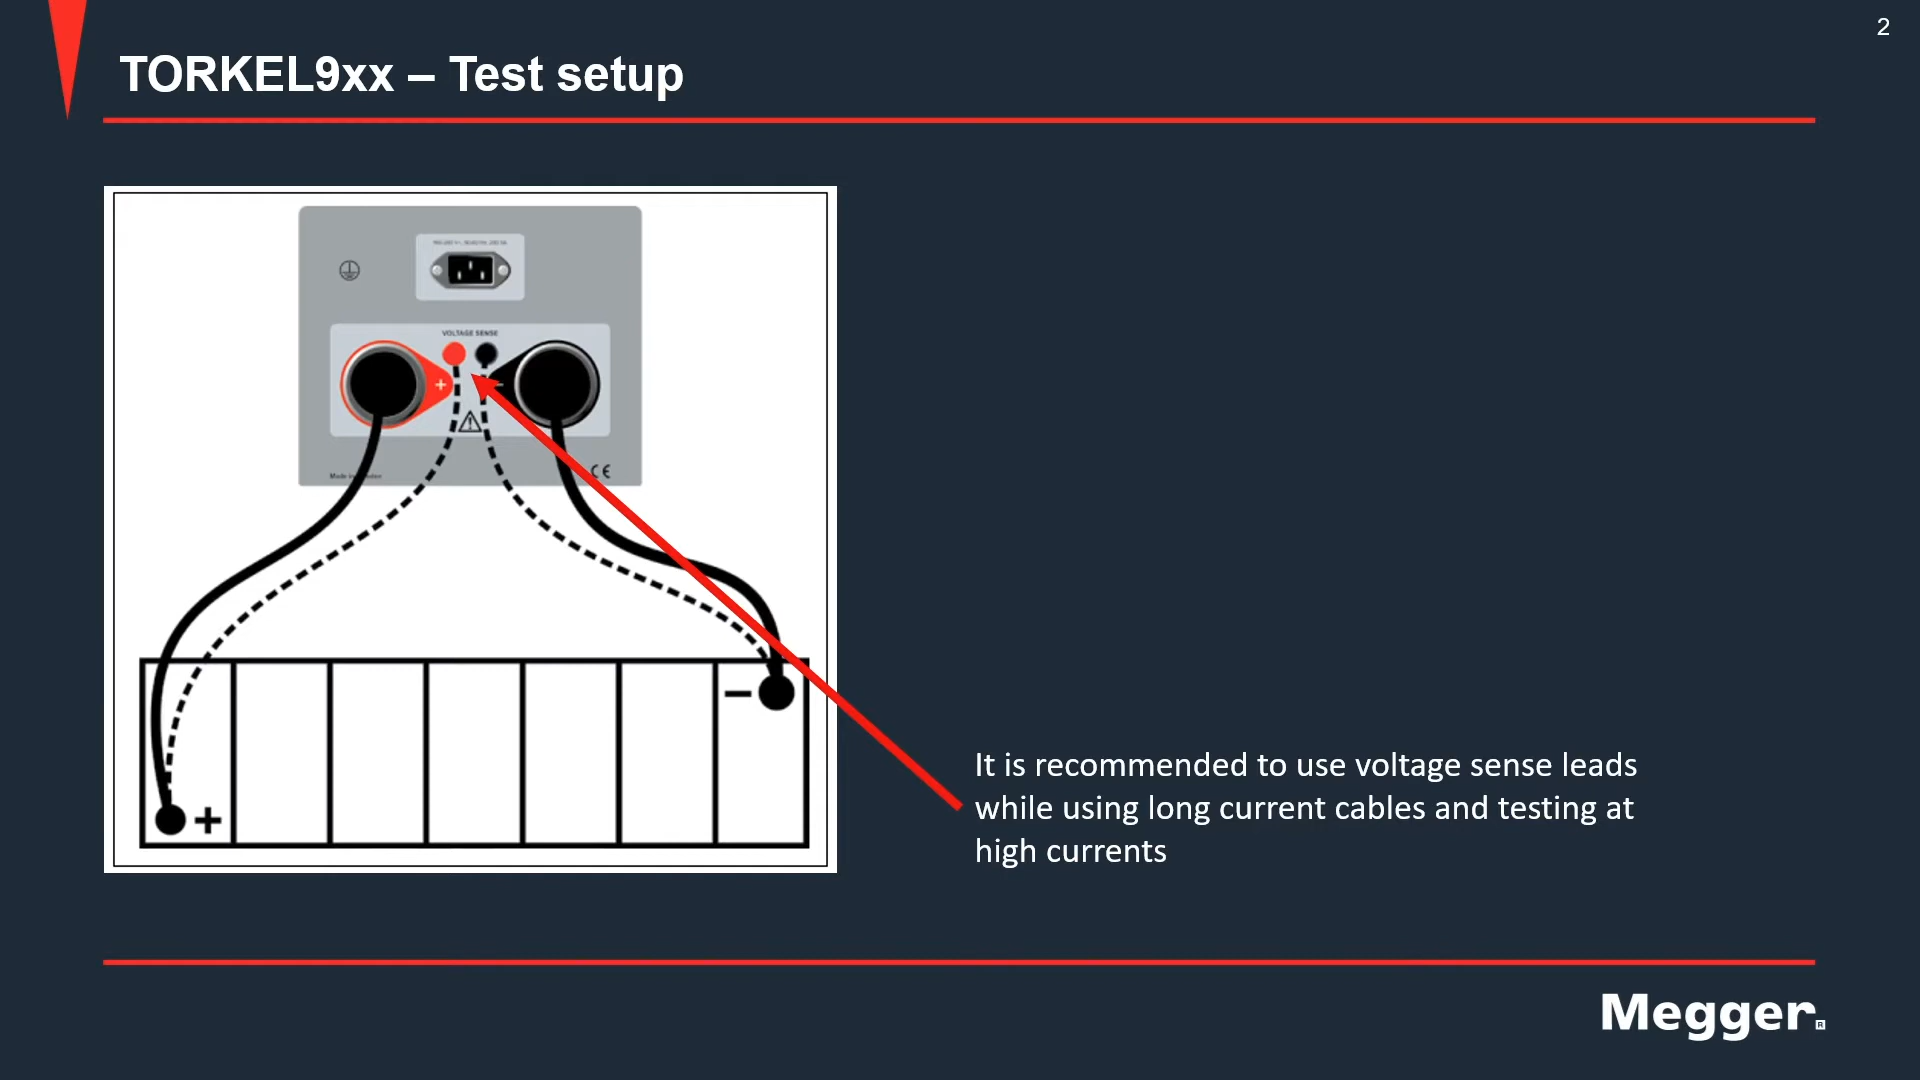 2
TORKEL9xx – Test setup
VOLTAGE SENSE
+
−
CE
−
+
It is recommended to use voltage sense leads
while using long current cables and testing at
high currents
Megger®